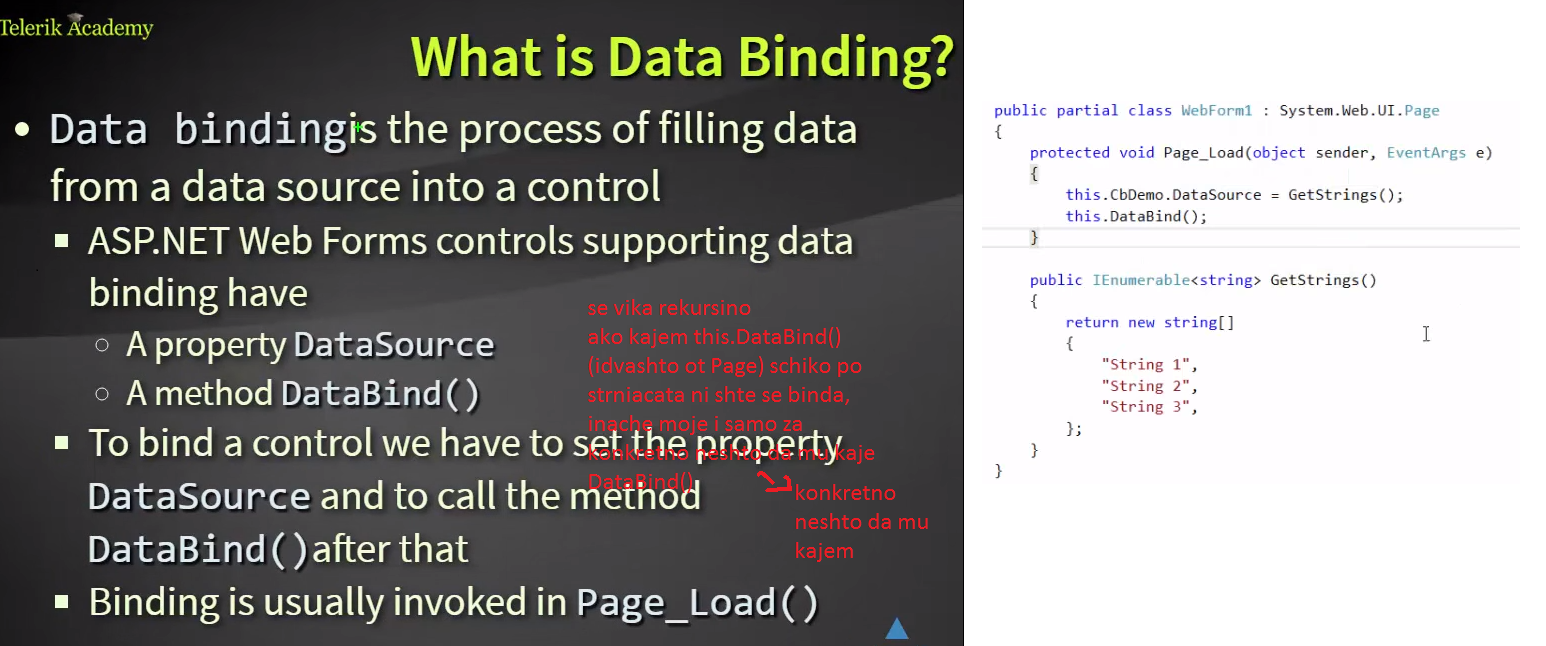 Telerik Academy
What is Data Binding?
• Data binding is the process of filling data
from a data source into a control
▪ ASP.NET Web Forms controls supporting data
binding have
○ A property DataSource
○ A method DataBind()
▪ To bind a control we have to set the property
DataSource and to call the method
DataBind()after that
▪ Binding is usually invoked in Page_Load()
se vika rekursino
ako kajem this.DataBind()
(idvashto ot Page) schiko po
strniacata ni shte se binda,
inache moje i samo za
konkretno neshto da mu kaje
DataBind()
konkretno
neshto da mu
kajem
public partial class WebForm1 : System.Web.UI.Page
{
    protected void Page_Load(object sender, EventArgs e)
    {
        this.CbDemo.DataSource = GetStrings();
        this.DataBind();
    }
    public IEnumerable<string> GetStrings()
    {
        return new string[]
        {
            "String 1",
            "String 2",
            "String 3",
        };
    }
}